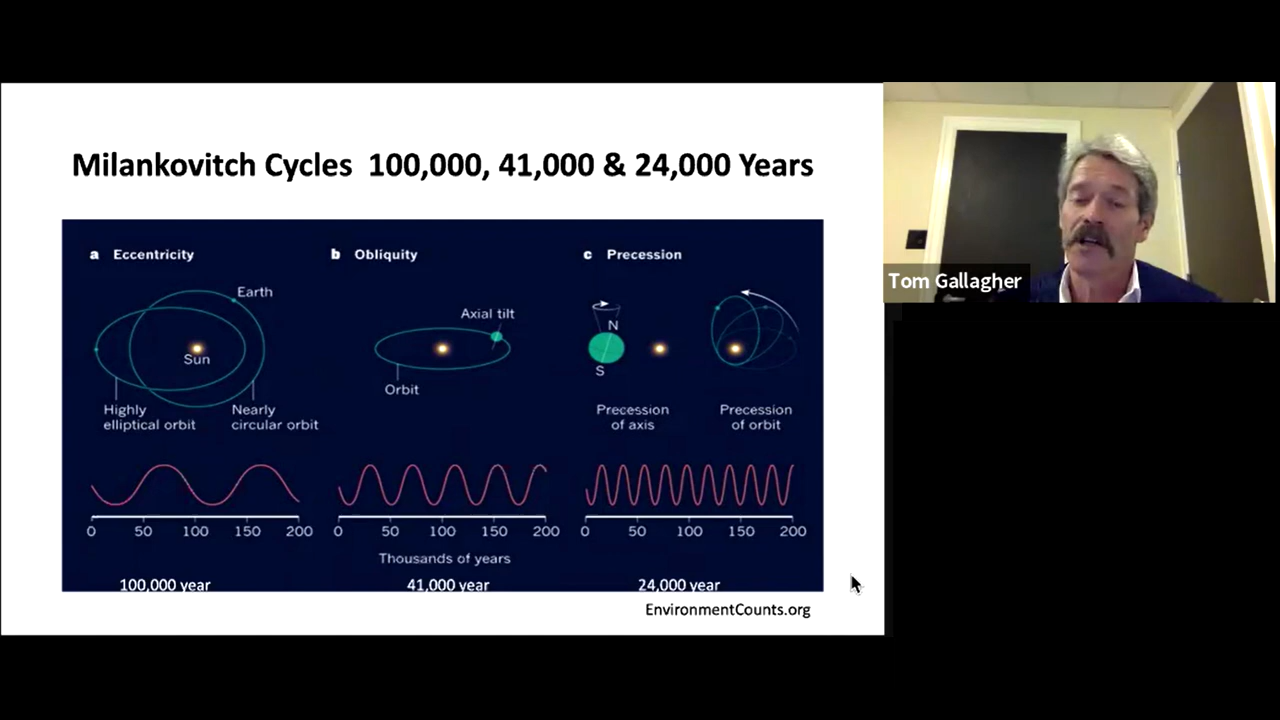 Milankovitch Cycles 100,000, 41,000 & 24,000 Years
a Eccentricity
Earth
Sun
Highly
elliptical orbit
Nearly
circular orbit
0 50 100 150 200
100,000 year
b Obliquity
Axial tilt
Orbit
0 50 100 150 200
Thousands of years
41,000 year
c Precession
N
S
Precession
of axis
Precession
of orbit
0 50 100 150 200
24,000 year
EnvironmentCounts.org
Tom Gallagher